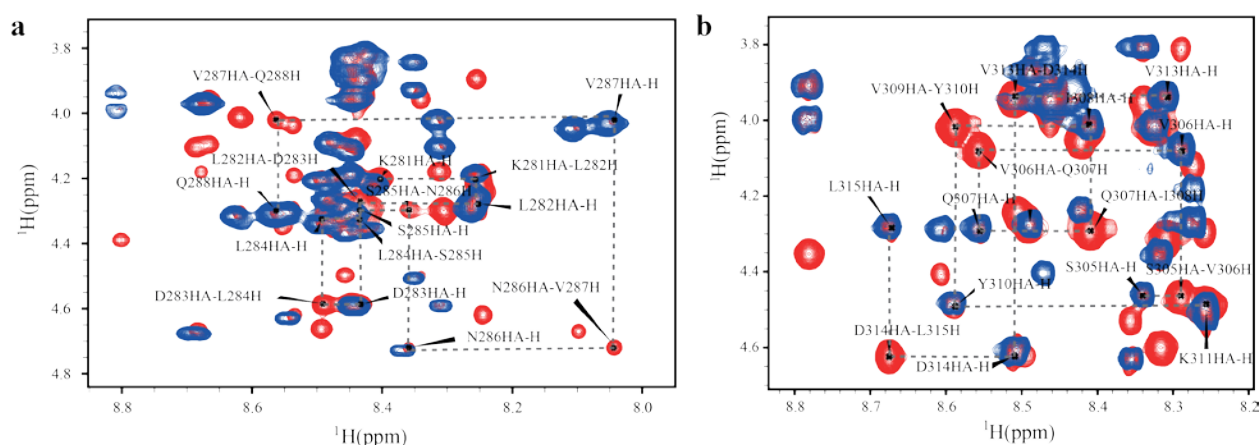 a
3.8
4.0
4.2
4.4
4.6
4.8
¹H(ppm)
8.8
8.6
8.4
8.2
8.0
¹H(ppm)
V287HA-Q288H
V287HA-H
L282HA-D283H
K281HA-H
K281HA-L282H
Q288HA-H
S285HA-N286H
L282HA-H
S285HA-H
L284HA-H
L284HA-S285H
D283HA-L284H
D283HA-H
N286HA-V287H
N286HA-H
b
3.8
4.0
4.2
4.4
4.6
¹H(ppm)
8.8
8.7
8.6
8.5
8.4
8.3
8.2
¹H(ppm)
V313HA-D314H
V313HA-H
V309HA-Y310H
I308HA-H
V306HA-H
V306HA-Q307H
L315HA-H
Q507HA-H
Q307HA-I308H
S305HA-H
S305HA-V306H
Y310HA-H
D314HA-L315H
D314HA-H
K311HA-H